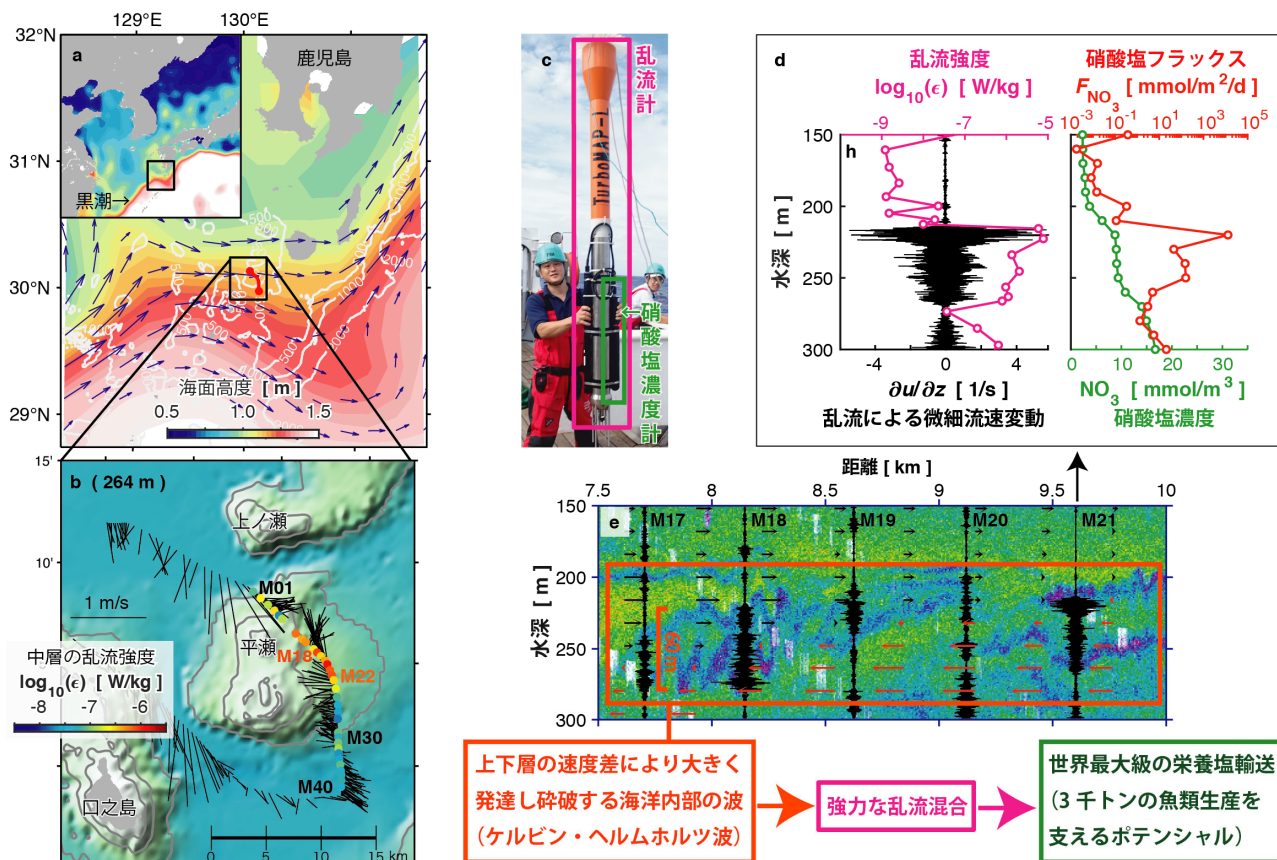 129°E
130°E
32°N
31°N
30°N
29°N
a
鹿児島
黒潮→
500
1000
2000
海面高度 [ m ]
0.5 1.0 1.5
15'
b ( 264 m )
上ノ瀬
10'
M01
1 m/s
平瀬
M18
M22
中層の乱流強度
log10(ϵ) [ W/kg ]
-8 -7 -6
M30
M40
口之島
0 5 10 15 km
c
乱流計
TurboMAP-L
←硝酸塩濃度計
d
乱流強度
log10(ϵ) [ W/kg ]
-9 -7 -5
硝酸塩フラックス
FNO3 [ mmol/m2/d ]
10-3 10-1 101 103 105
h
150
200
250
300
水深 [ m ]
-4 0 4
∂u/∂z [ 1/s ]
乱流による微細流速変動
0 10 20 30
NO3 [ mmol/m3 ]
硝酸塩濃度
距離 [ km ]
7.5 8 8.5 9 9.5 10
e
M17 M18 M19 M20 M21
150
200
250
300
水深 [ m ]
60 m
上下層の速度差により大きく
発達し砕破する海洋内部の波
(ケルビン・ヘルムホルツ波)
強力な乱流混合
世界最大級の栄養塩輸送
(3 千トンの魚類生産を
支えるポテンシャル)